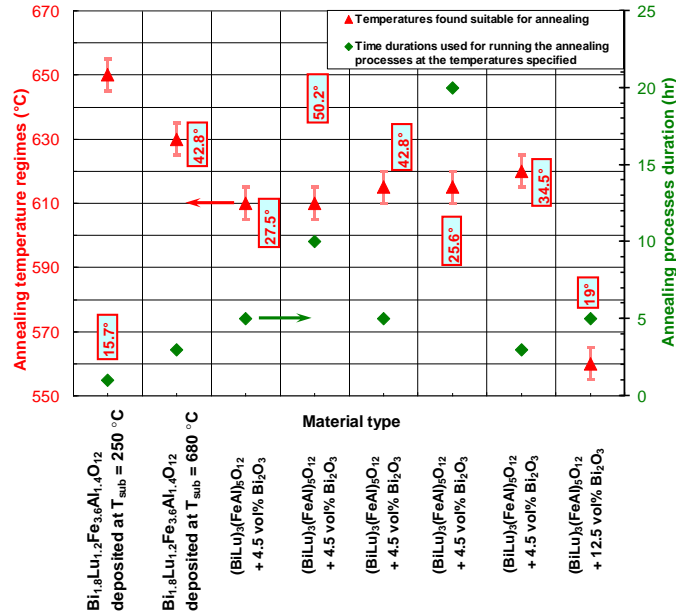 Temperatures found suitable for annealing
Time durations used for running the annealing
processes at the temperatures specified
Annealing temperature regimes (°C)
670
650
630
610
590
570
550
Annealing processes duration (hr)
25
20
15
10
5
0
15.7°
42.8°
27.5°
50.2°
42.8°
25.6°
34.5°
19°
Material type
Bi1.8Lu1.2Fe3.6Al1.4O12
deposited at Tsub = 250 °C
Bi1.8Lu1.2Fe3.6Al1.4O12
deposited at Tsub = 680 °C
(BiLu)3(FeAl)5O12
+ 4.5 vol% Bi2O3
(BiLu)3(FeAl)5O12
+ 4.5 vol% Bi2O3
(BiLu)3(FeAl)5O12
+ 4.5 vol% Bi2O3
(BiLu)3(FeAl)5O12
+ 4.5 vol% Bi2O3
(BiLu)3(FeAl)5O12
+ 4.5 vol% Bi2O3
(BiLu)3(FeAl)5O12
+ 12.5 vol% Bi2O3